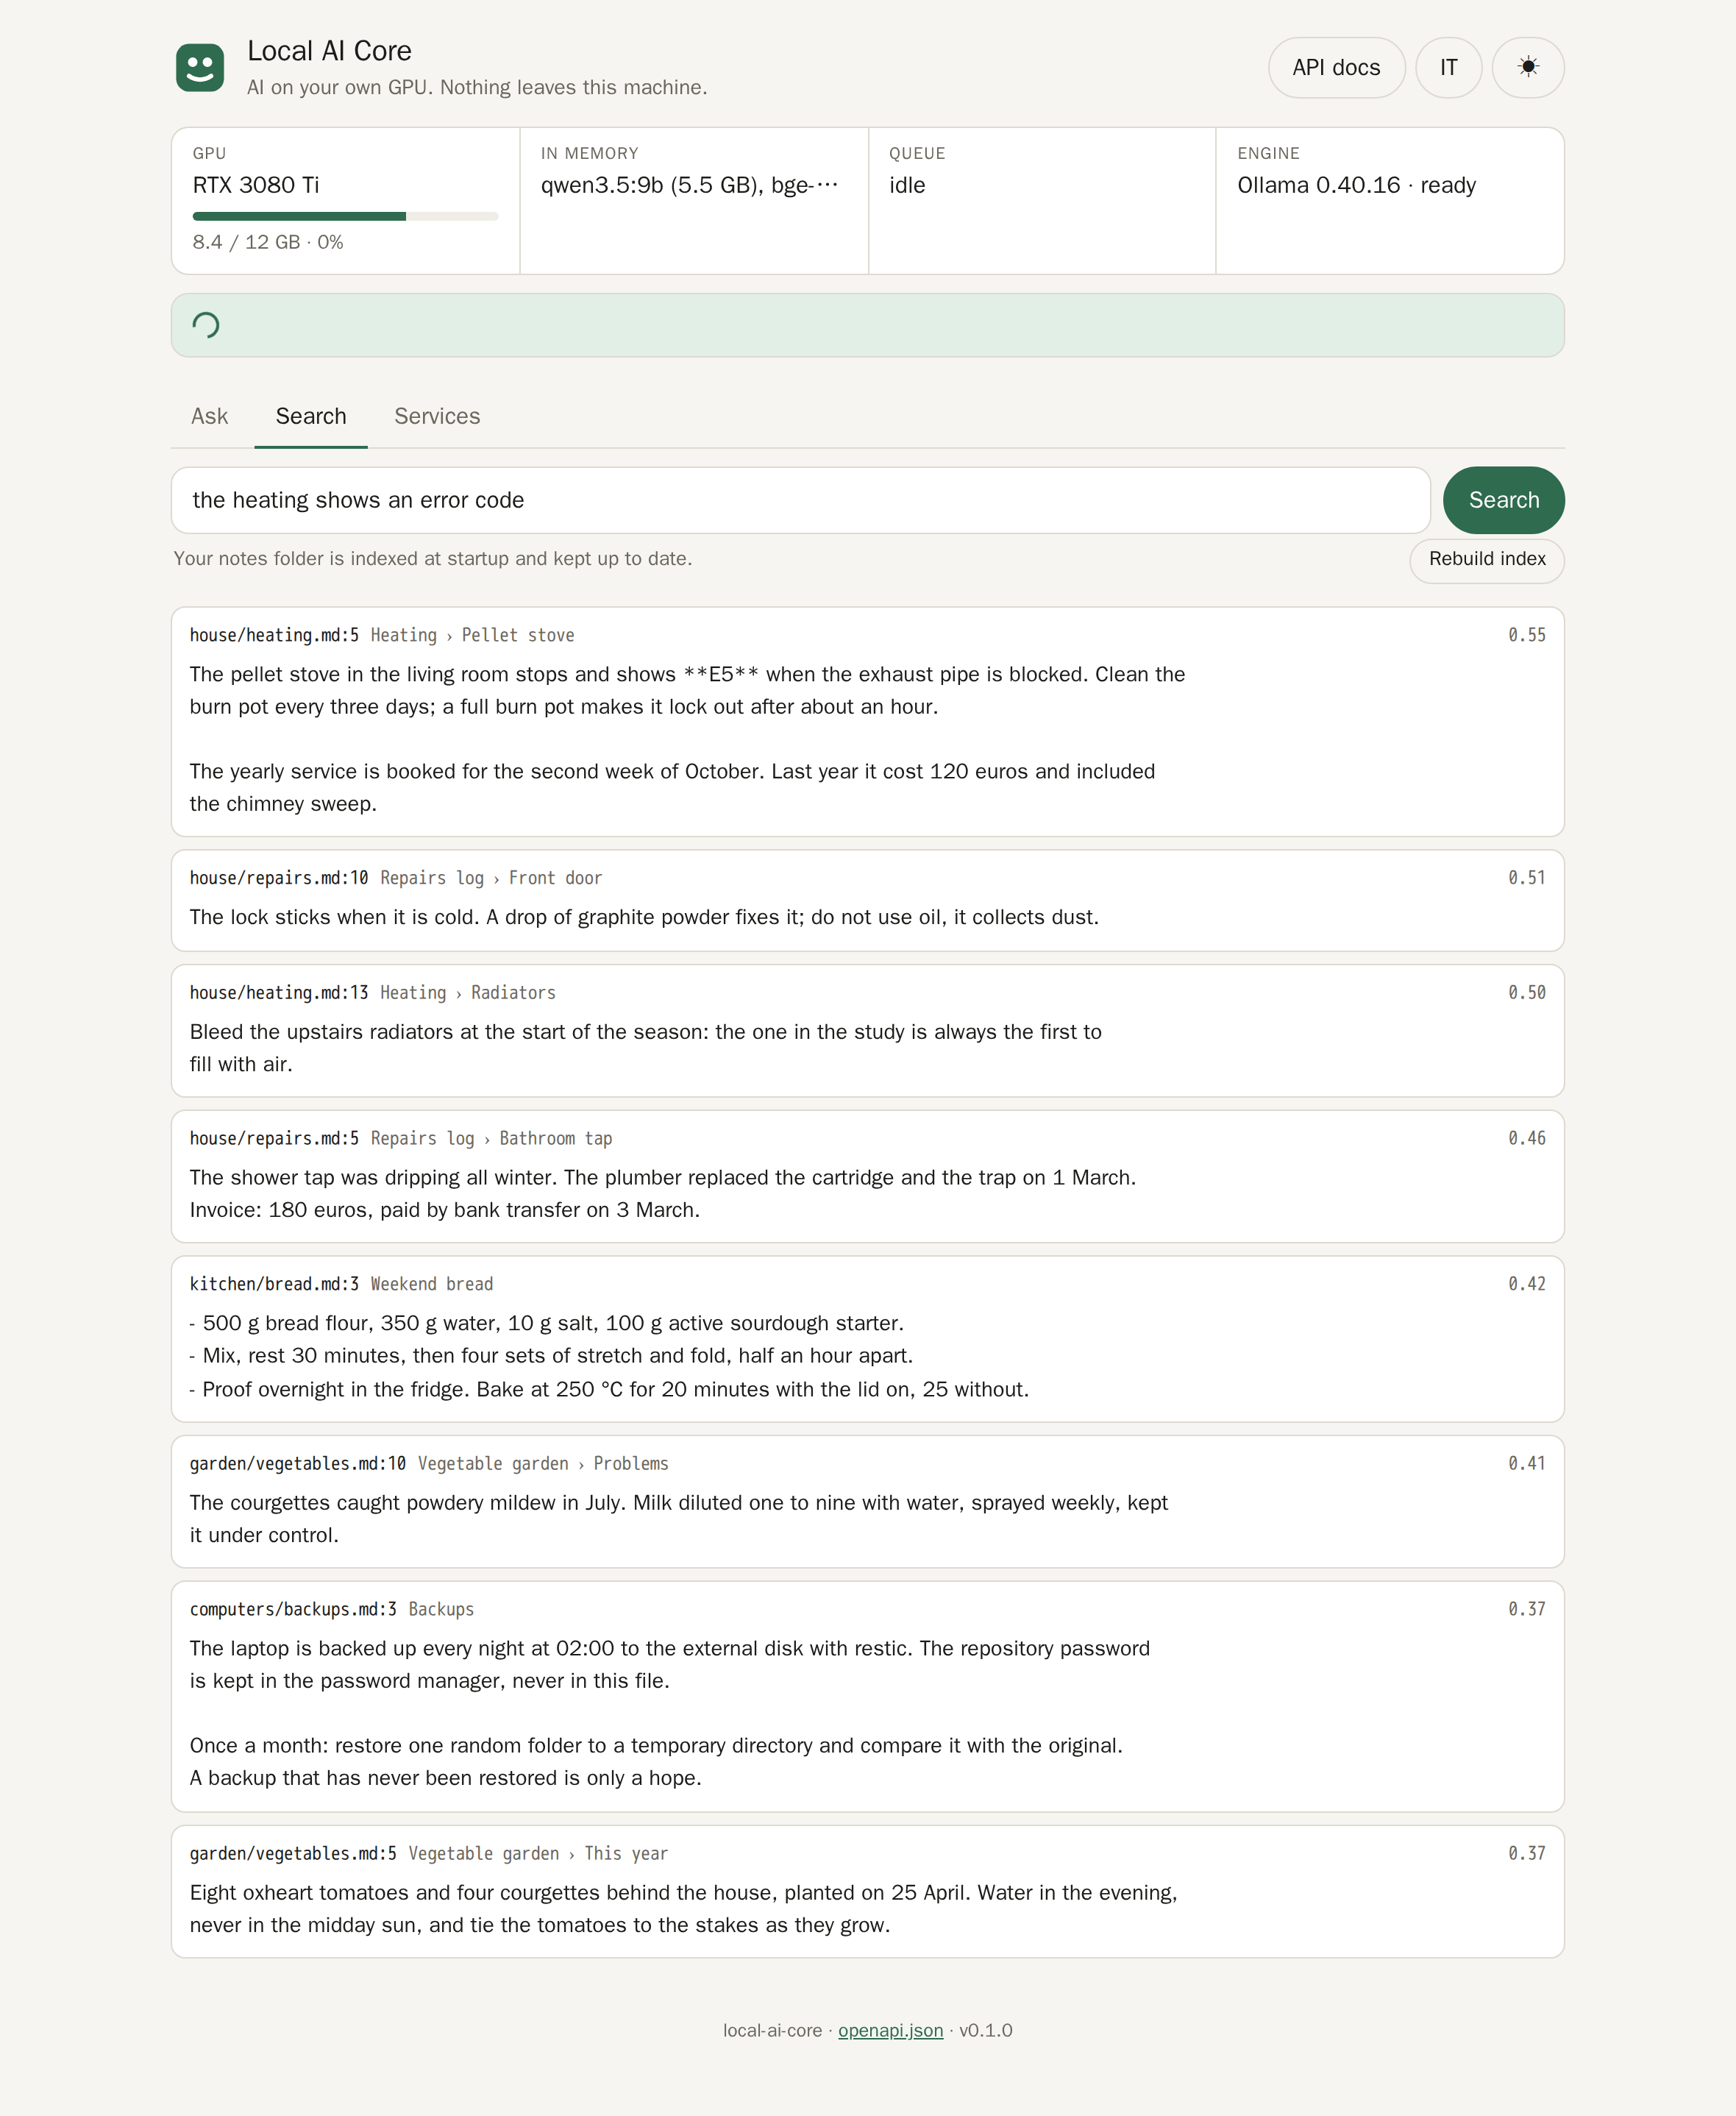 Local AI Core
AI on your own GPU. Nothing leaves this machine.
API docs
IT
GPU
RTX 3080 Ti
8.4 / 12 GB · 0%
IN MEMORY
qwen3.5:9b (5.5 GB), bge-···
QUEUE
idle
ENGINE
Ollama 0.40.16 · ready
Ask
Search
Services
the heating shows an error code
Search
Your notes folder is indexed at startup and kept up to date.
Rebuild index
house/heating.md:5 Heating › Pellet stove 0.55
The pellet stove in the living room stops and shows **E5** when the exhaust pipe is blocked. Clean the
burn pot every three days; a full burn pot makes it lock out after about an hour.
The yearly service is booked for the second week of October. Last year it cost 120 euros and included
the chimney sweep.
house/repairs.md:10 Repairs log › Front door 0.51
The lock sticks when it is cold. A drop of graphite powder fixes it; do not use oil, it collects dust.
house/heating.md:13 Heating › Radiators 0.50
Bleed the upstairs radiators at the start of the season: the one in the study is always the first to
fill with air.
house/repairs.md:5 Repairs log › Bathroom tap 0.46
The shower tap was dripping all winter. The plumber replaced the cartridge and the trap on 1 March.
Invoice: 180 euros, paid by bank transfer on 3 March.
kitchen/bread.md:3 Weekend bread 0.42
- 500 g bread flour, 350 g water, 10 g salt, 100 g active sourdough starter.
- Mix, rest 30 minutes, then four sets of stretch and fold, half an hour apart.
- Proof overnight in the fridge. Bake at 250 °C for 20 minutes with the lid on, 25 without.
garden/vegetables.md:10 Vegetable garden › Problems 0.41
The courgettes caught powdery mildew in July. Milk diluted one to nine with water, sprayed weekly, kept
it under control.
computers/backups.md:3 Backups 0.37
The laptop is backed up every night at 02:00 to the external disk with restic. The repository password
is kept in the password manager, never in this file.
Once a month: restore one random folder to a temporary directory and compare it with the original.
A backup that has never been restored is only a hope.
garden/vegetables.md:5 Vegetable garden › This year 0.37
Eight oxheart tomatoes and four courgettes behind the house, planted on 25 April. Water in the evening,
never in the midday sun, and tie the tomatoes to the stakes as they grow.
local-ai-core · openapi.json · v0.1.0